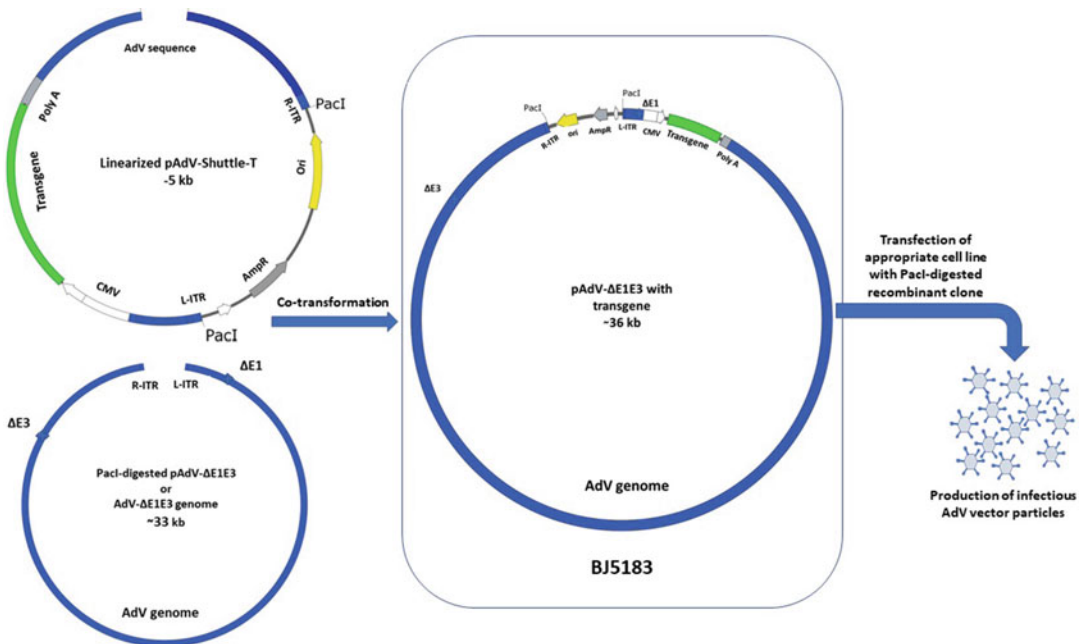 AdV sequence
Poly A
R-ITR
PacI
Transgene
Linearized pAdV-Shuttle-T
-5 kb
Ori
CMV
L-ITR
AmpR
PacI
Co-transformation
R-ITR
L-ITR
ΔE1
ΔE3
PacI-digested pAdV-ΔE1E3
or
AdV-ΔE1E3 genome
~33 kb
AdV genome
PacI
PacI
ΔE1
R-ITR
ori
AmpR
L-ITR
CMV
Transgene
Poly A
ΔE3
pAdV-ΔE1E3 with
transgene
~36 kb
AdV genome
BJ5183
Transfection of
appropriate cell line
with PacI-digested
recombinant clone
Production of infectious
AdV vector particles